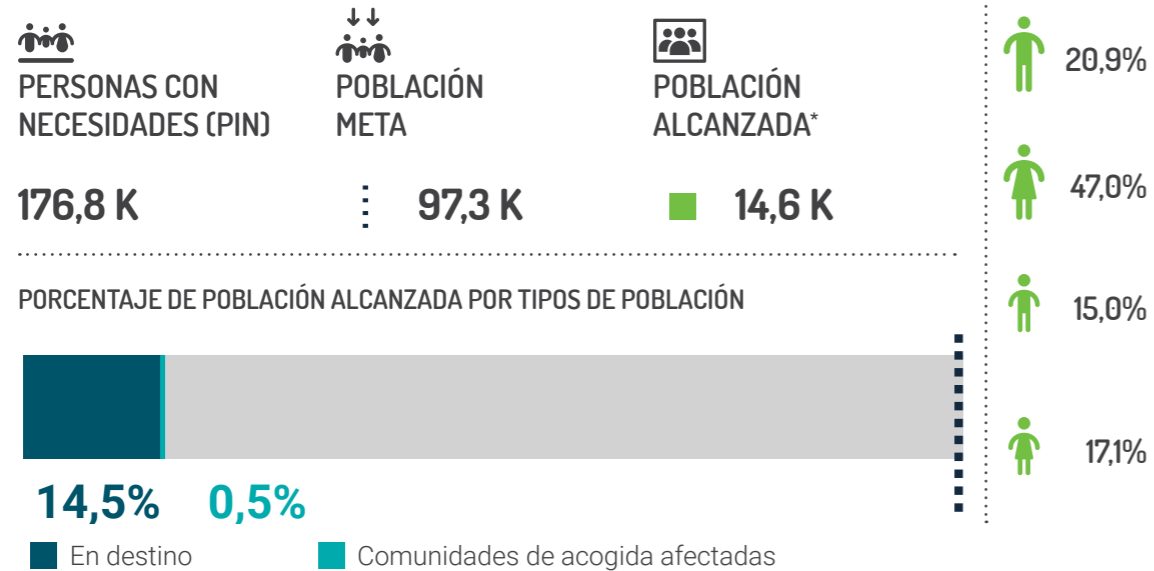 PERSONAS CON
NECESIDADES (PIN)
176,8 K
POBLACIÓN
META
97,3 K
POBLACIÓN
ALCANZADA*
14,6 K
PORCENTAJE DE POBLACIÓN ALCANZADA POR TIPOS DE POBLACIÓN
14,5%
0,5%
En destino
Comunidades de acogida afectadas
20,9%
47,0%
15,0%
17,1%